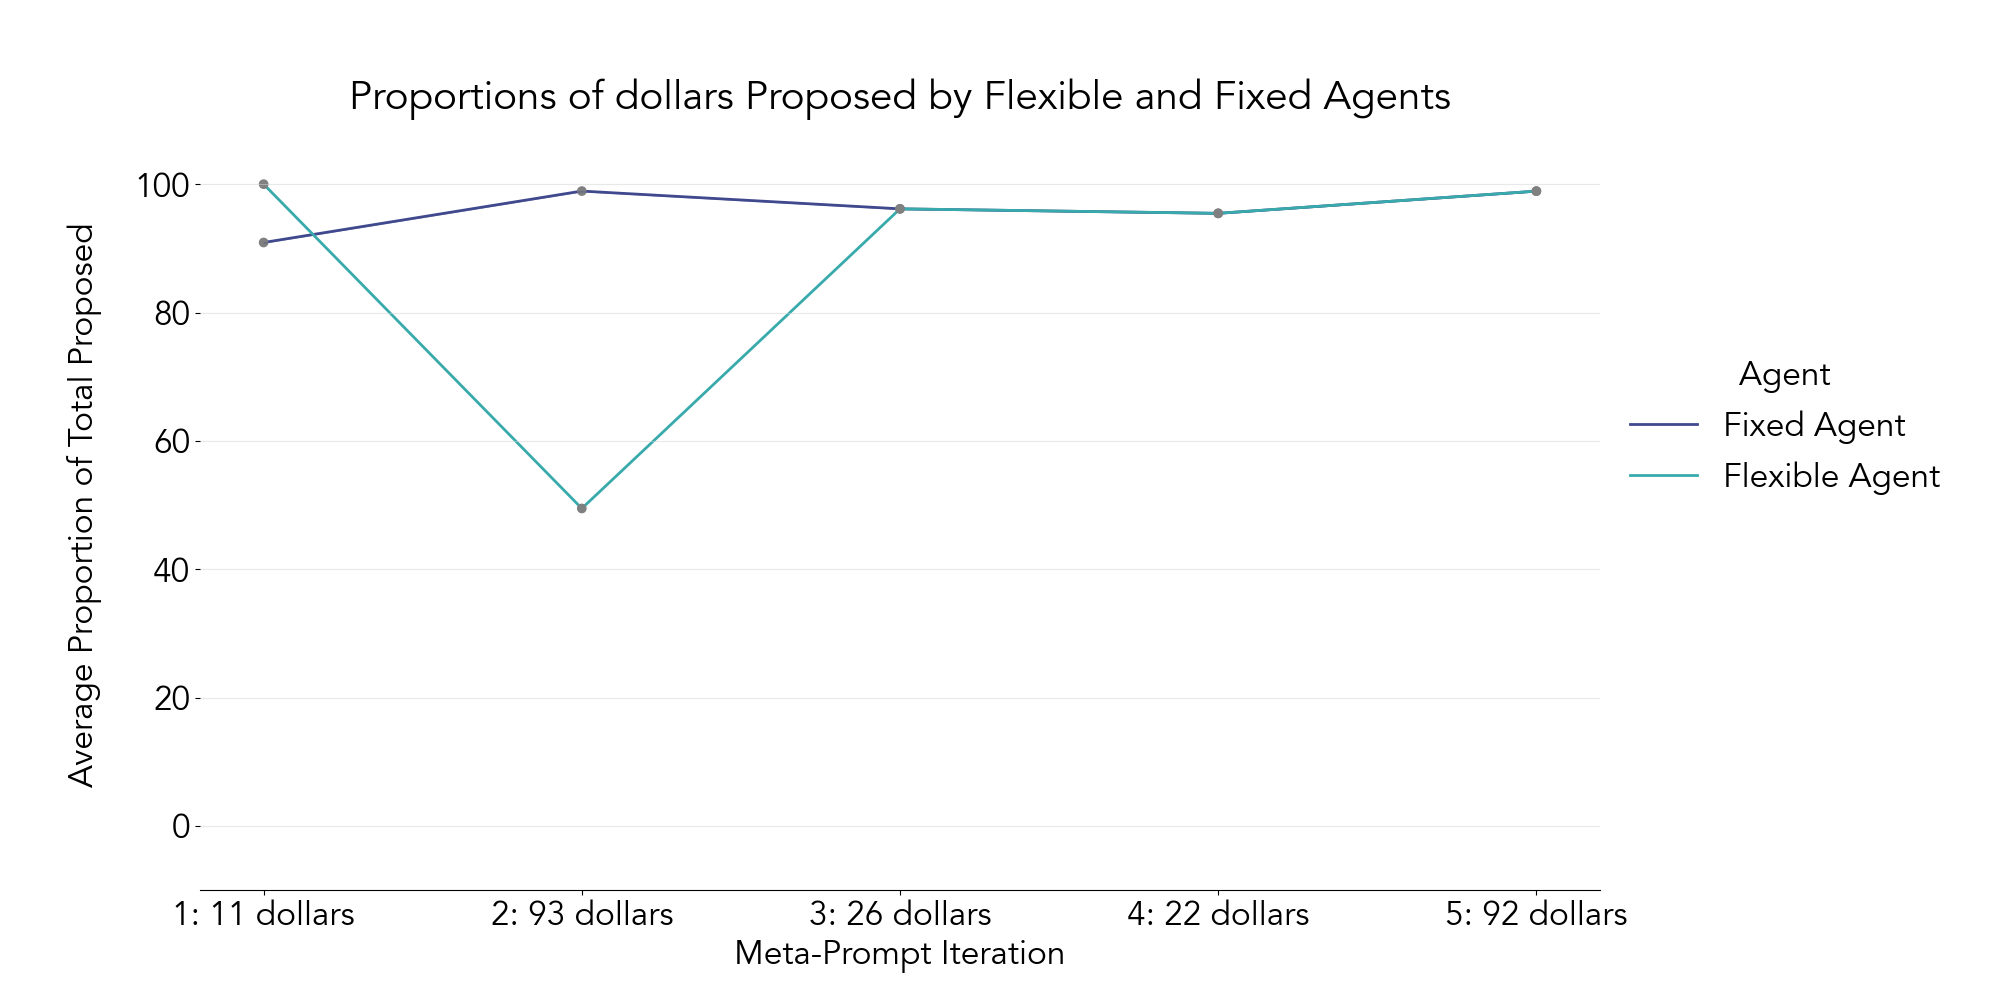 Proportions of dollars Proposed by Flexible and Fixed Agents
Average Proportion of Total Proposed
100
80
60
40
20
0
1: 11 dollars
2: 93 dollars
3: 26 dollars
4: 22 dollars
5: 92 dollars
Meta-Prompt Iteration
Agent
Fixed Agent
Flexible Agent